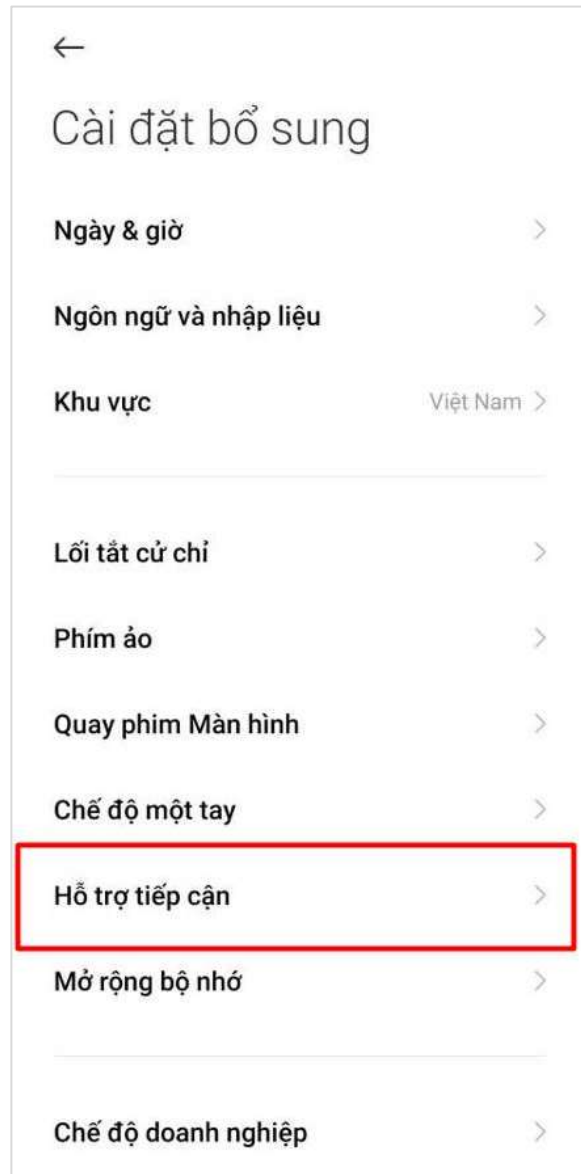 Cài đặt bổ sung
Ngày & giờ
Ngôn ngữ và nhập liệu
Khu vực Việt Nam
Lối tắt cử chỉ
Phím ảo
Quay phim Màn hình
Chế độ một tay
Hỗ trợ tiếp cận
Mở rộng bộ nhớ
Chế độ doanh nghiệp